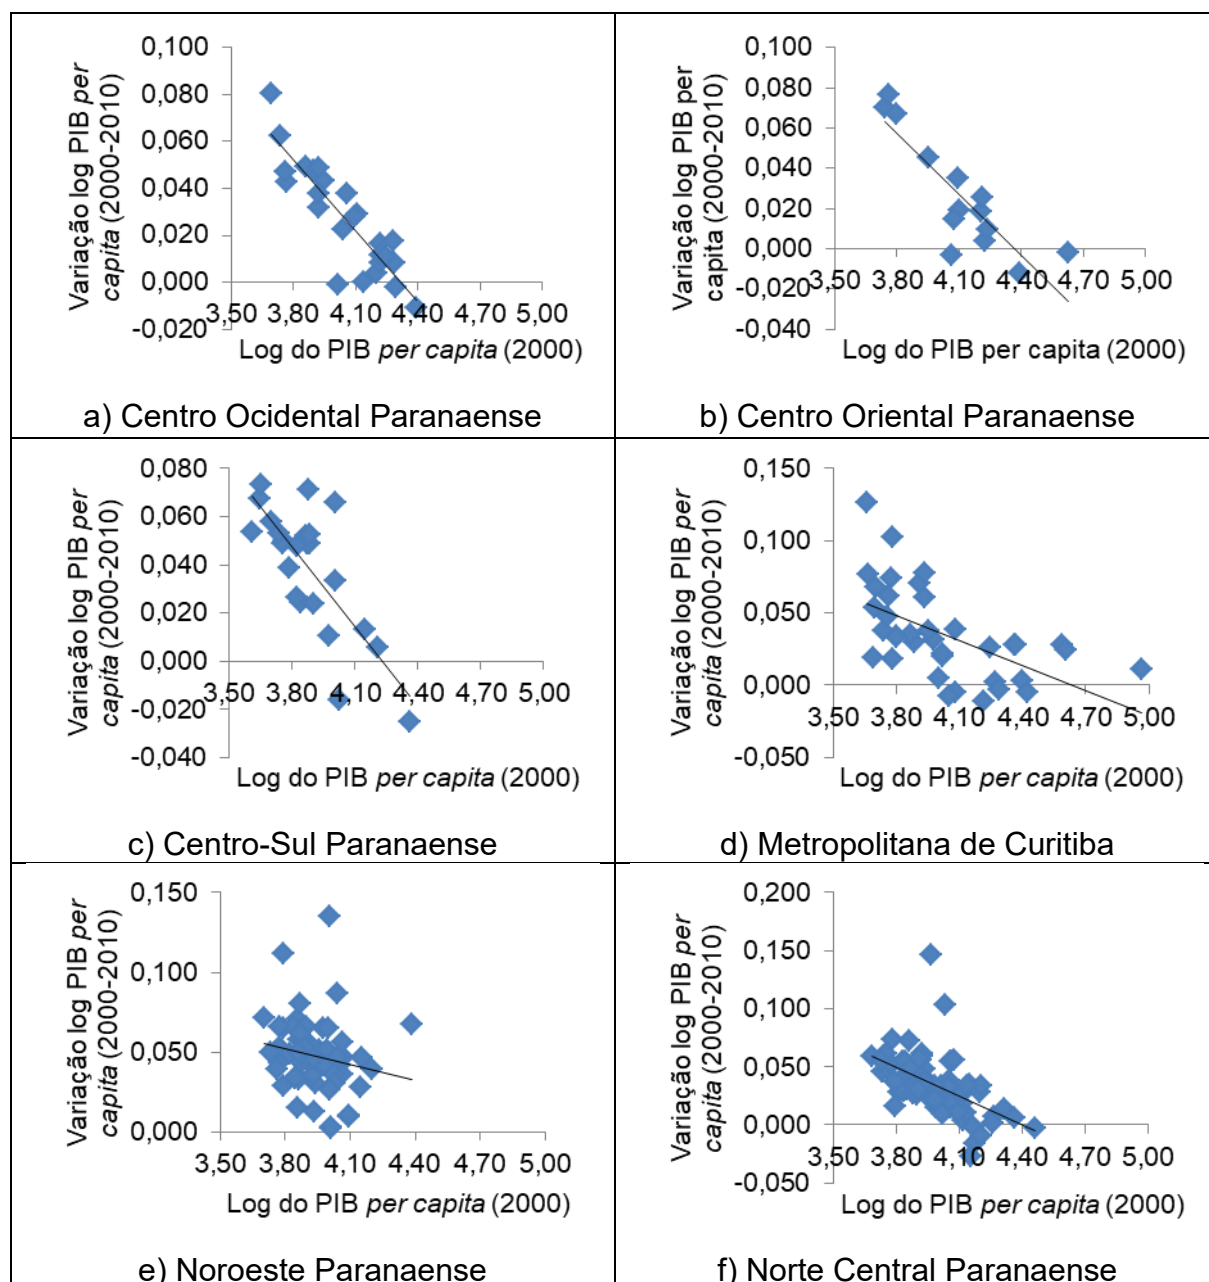 Variação log PIB per
capita (2000-2010)
0,100
0,080
0,060
0,040
0,020
0,000
-0,020
3,50 3,80 4,10 4,40 4,70 5,00
Log do PIB per capita (2000)
a) Centro Ocidental Paranaense
Variação log PIB per
capita (2000-2010)
0,100
0,080
0,060
0,040
0,020
0,000
-0,020
-0,040
3,50 3,80 4,10 4,40 4,70 5,00
Log do PIB per capita (2000)
b) Centro Oriental Paranaense
Variação log PIB per
capita (2000-2010)
0,080
0,060
0,040
0,020
0,000
-0,020
-0,040
3,50 3,80 4,10 4,40 4,70 5,00
Log do PIB per capita (2000)
c) Centro-Sul Paranaense
Variação log PIB per
capita (2000-2010)
0,150
0,100
0,050
0,000
-0,050
3,50 3,80 4,10 4,40 4,70 5,00
Log do PIB per capita (2000)
d) Metropolitana de Curitiba
Variação log PIB per
capita (2000-2010)
0,150
0,100
0,050
0,000
3,50 3,80 4,10 4,40 4,70 5,00
Log do PIB per capita (2000)
e) Noroeste Paranaense
Variação log PIB per
capita (2000-2010)
0,200
0,150
0,100
0,050
0,000
-0,050
3,50 3,80 4,10 4,40 4,70 5,00
Log do PIB per capita (2000)
f) Norte Central Paranaense